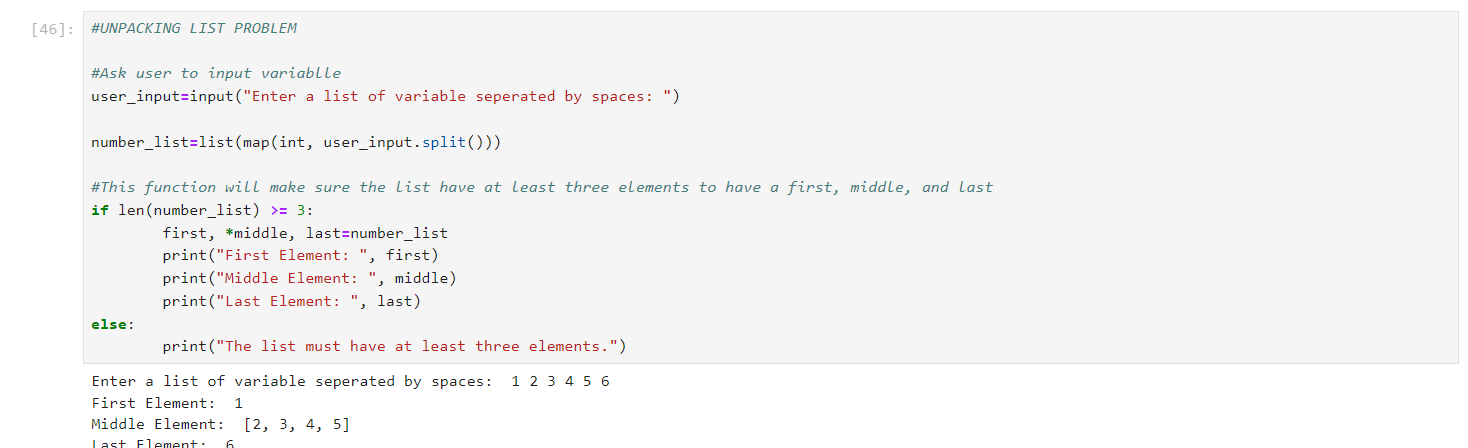 [46]: #UNPACKING LIST PROBLEM
#Ask user to input variablle
user_input=input("Enter a list of variable seperated by spaces: ")
number_list=list(map(int, user_input.split()))
#This function will make sure the list have at least three elements to have a first, middle, and last
if len(number_list) >= 3:
        first, *middle, last=number_list
        print("First Element: ", first)
        print("Middle Element: ", middle)
        print("Last Element: ", last)
else:
        print("The list must have at least three elements.")
Enter a list of variable seperated by spaces:  1 2 3 4 5 6
First Element:  1
Middle Element:  [2, 3, 4, 5]
Last Element:  6